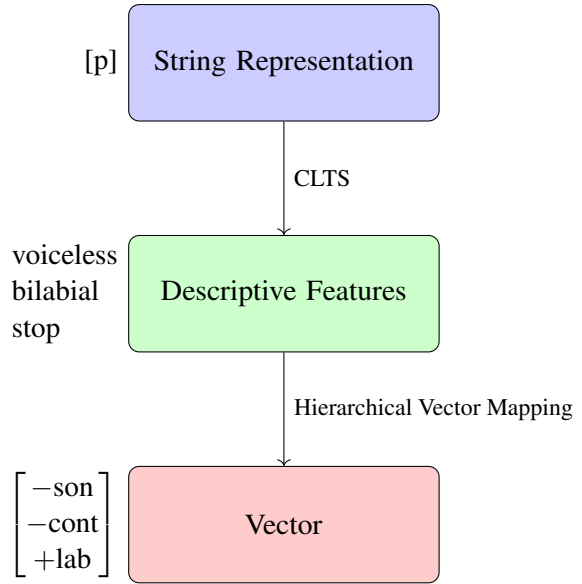 [p] String Representation
CLTS
voiceless
bilabial
stop
Descriptive Features
Hierarchical Vector Mapping
−son
−cont
+lab
Vector